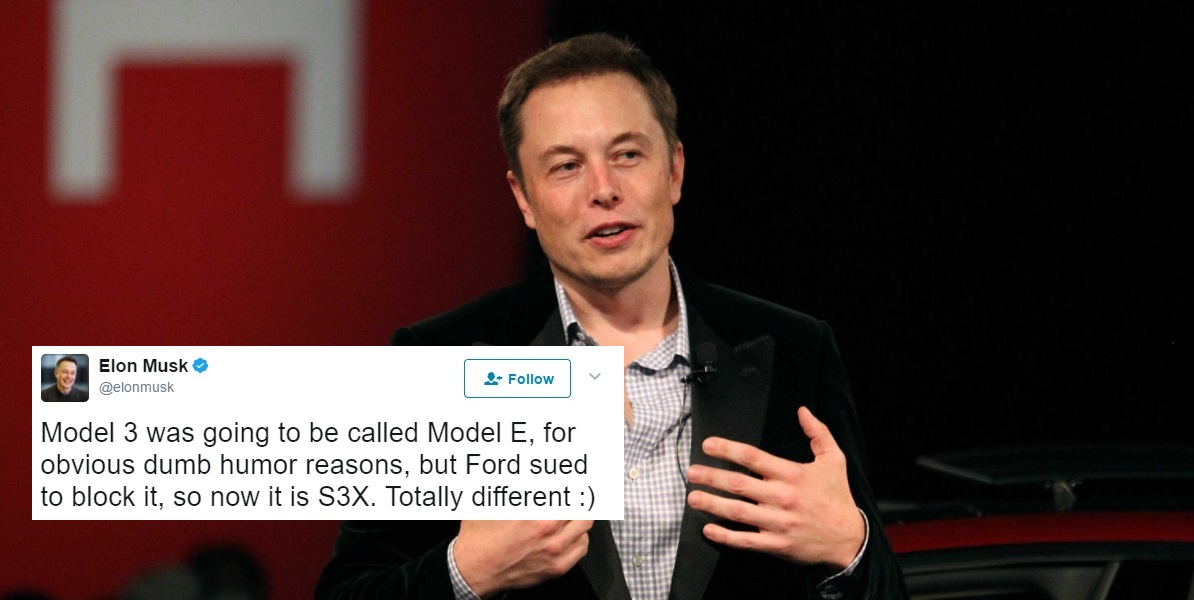 Elon Musk
@elonmusk
Follow
Model 3 was going to be called Model E, for
obvious dumb humor reasons, but Ford sued
to block it, so now it is S3X. Totally different :)